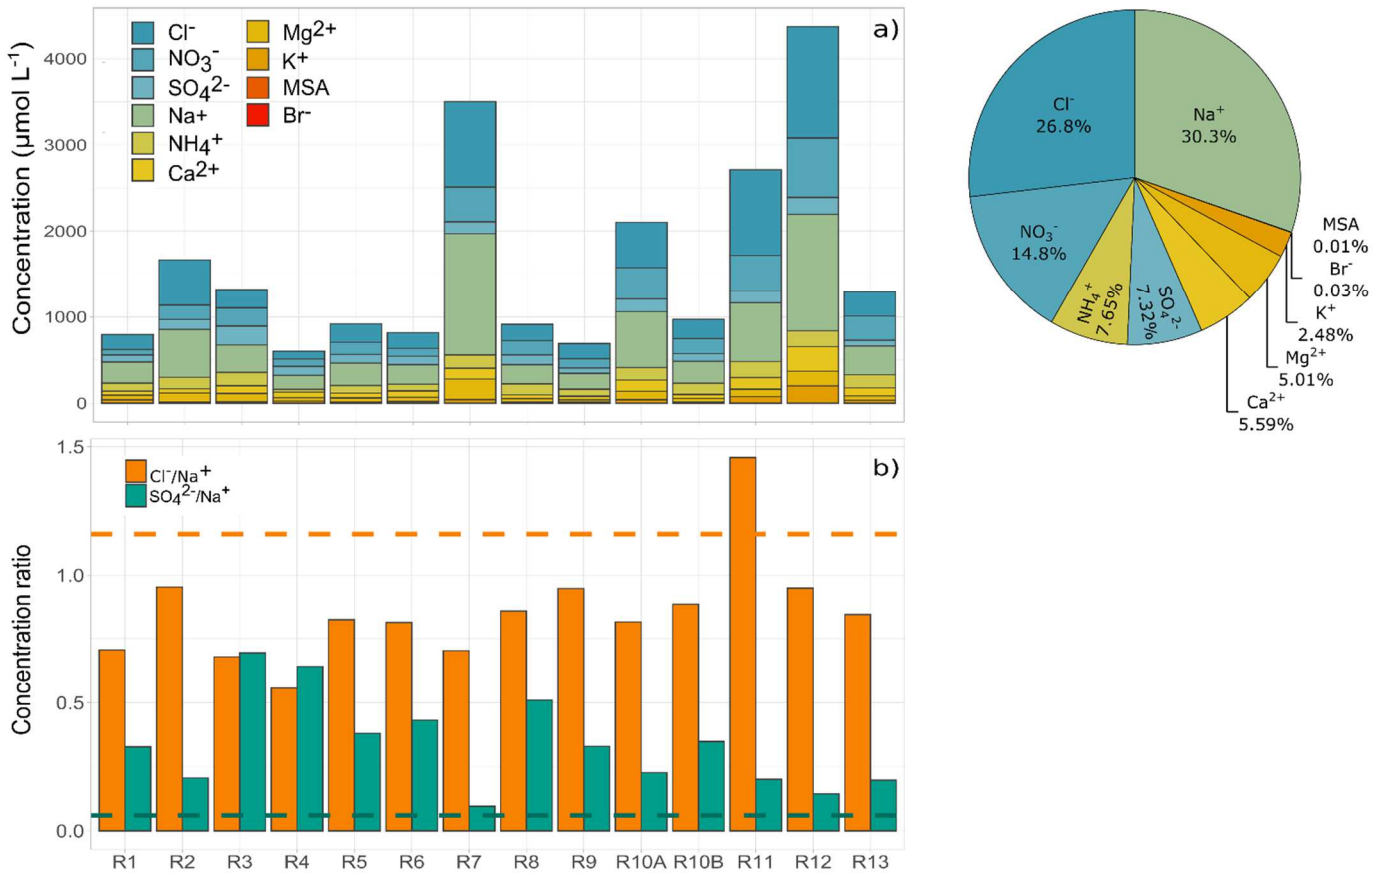 a)
Concentration (µmol L⁻¹)
4000
3000
2000
1000
0
Cl⁻
NO₃⁻
SO₄²⁻
Na+
NH₄⁺
Ca²⁺
Mg²⁺
K⁺
MSA
Br⁻
Cl⁻
26.8%
Na⁺
30.3%
NO₃⁻
14.8%
NH₄⁺
7.65%
SO₄²⁻
7.32%
MSA
0.01%
Br⁻
0.03%
K⁺
2.48%
Mg²⁺
5.01%
Ca²⁺
5.59%
b)
Concentration ratio
1.5
1.0
0.5
0.0
Cl⁻/Na⁺
SO₄²⁻/Na⁺
R1 R2 R3 R4 R5 R6 R7 R8 R9 R10A R10B R11 R12 R13